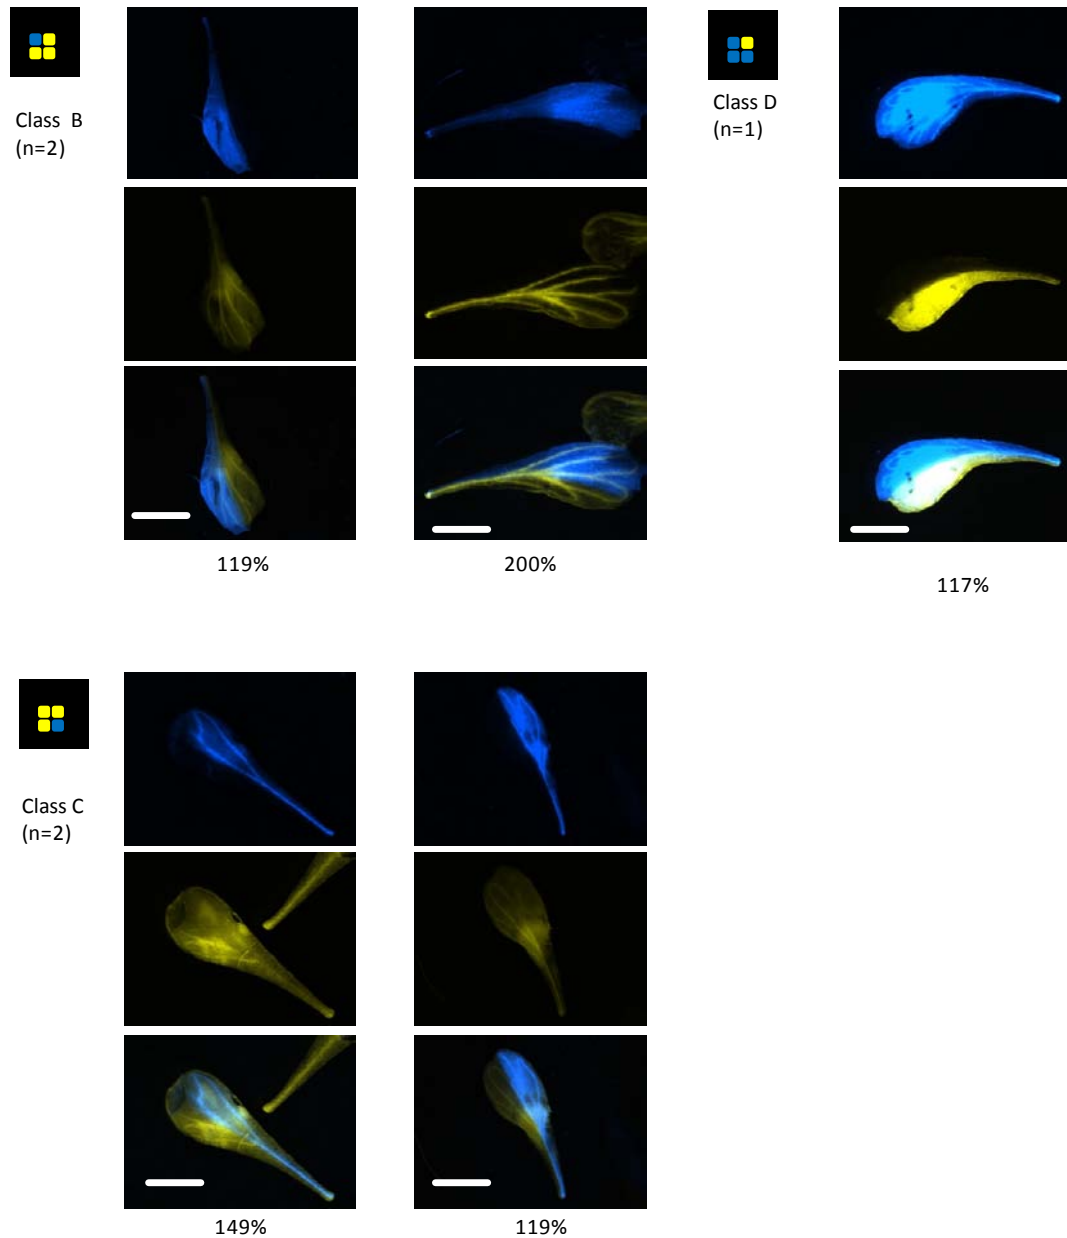 Class B
(n=2)
Class D
(n=1)
119%
200%
117%
Class C
(n=2)
149%
119%